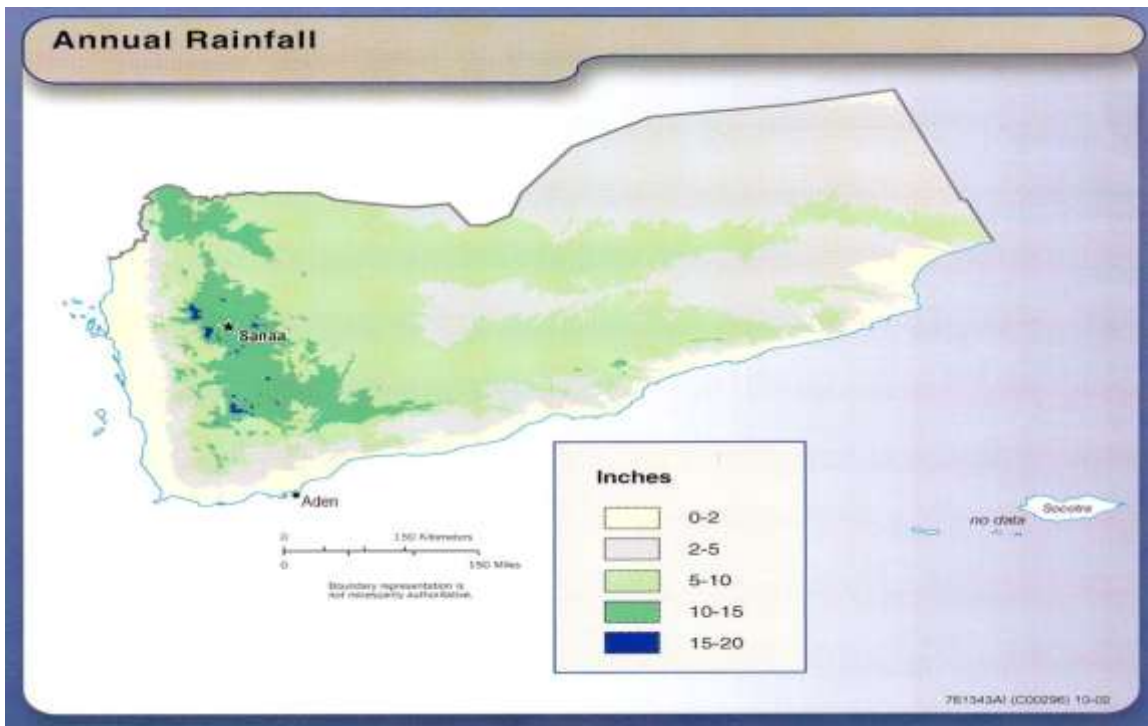 Annual Rainfall
Sanaa
Aden
0 150 Kilometers
0 150 Miles
Boundary representation is
not necessarily authoritative.
Inches
0-2
2-5
5-10
10-15
15-20
Socotra
no data
761343AI (C00296) 10-02